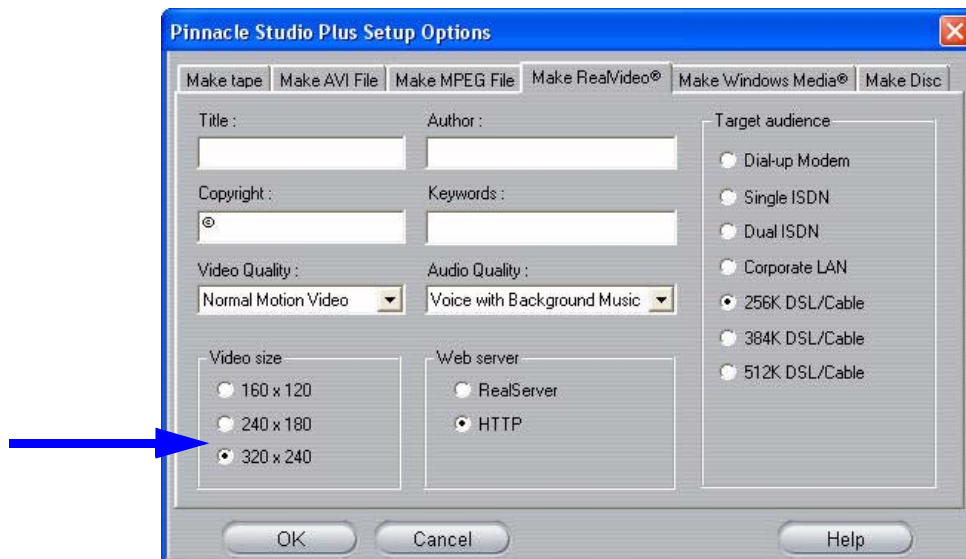 Pinnacle Studio Plus Setup Options
Make tape Make AVI File Make MPEG File Make RealVideo® Make Windows Media® Make Disc
Title :
Author :
Copyright :
©
Keywords :
Video Quality :
Normal Motion Video
Audio Quality :
Voice with Background Music
Video size
160 x 120
240 x 180
320 x 240
Web server
RealServer
HTTP
Target audience
Dial-up Modem
Single ISDN
Dual ISDN
Corporate LAN
256K DSL/Cable
384K DSL/Cable
512K DSL/Cable
OK
Cancel
Help